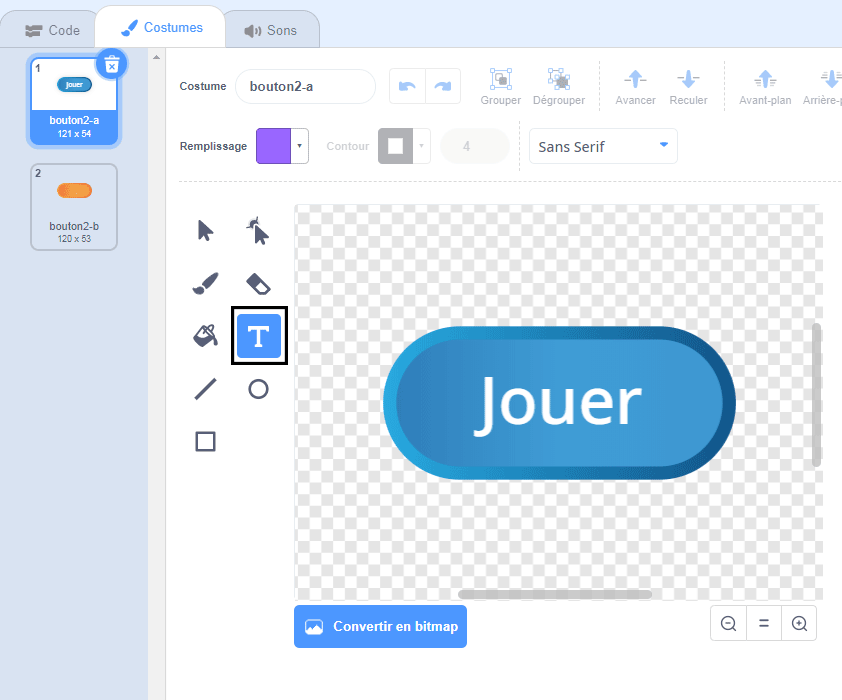 Code
Costumes
Sons
1
Jouer
bouton2-a
121 x 54
2
bouton2-b
120 x 53
Costume
bouton2-a
Grouper
Dégrouper
Avancer
Reculer
Avant-plan
Arrière-p
Remplissage
Contour
4
Sans Serif
T
Jouer
Convertir en bitmap